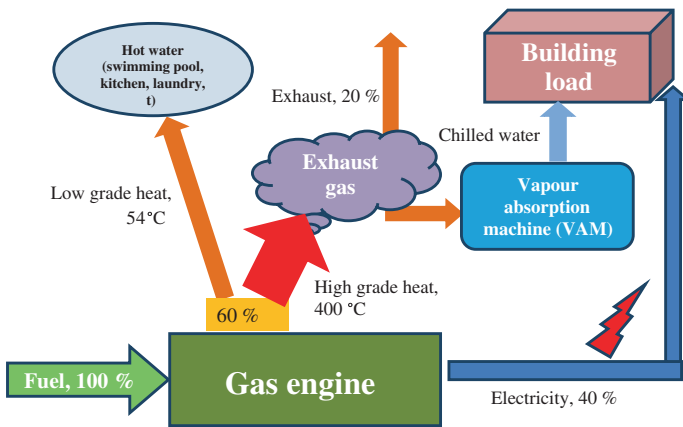 Hot water
(swimming pool,
kitchen, laundry,
t)
Exhaust, 20 %
Building
load
Chilled water
Exhaust
gas
Low grade heat,
54°C
Vapour
absorption
machine (VAM)
High grade heat,
400 °C
60 %
Fuel, 100 %
Gas engine
Electricity, 40 %